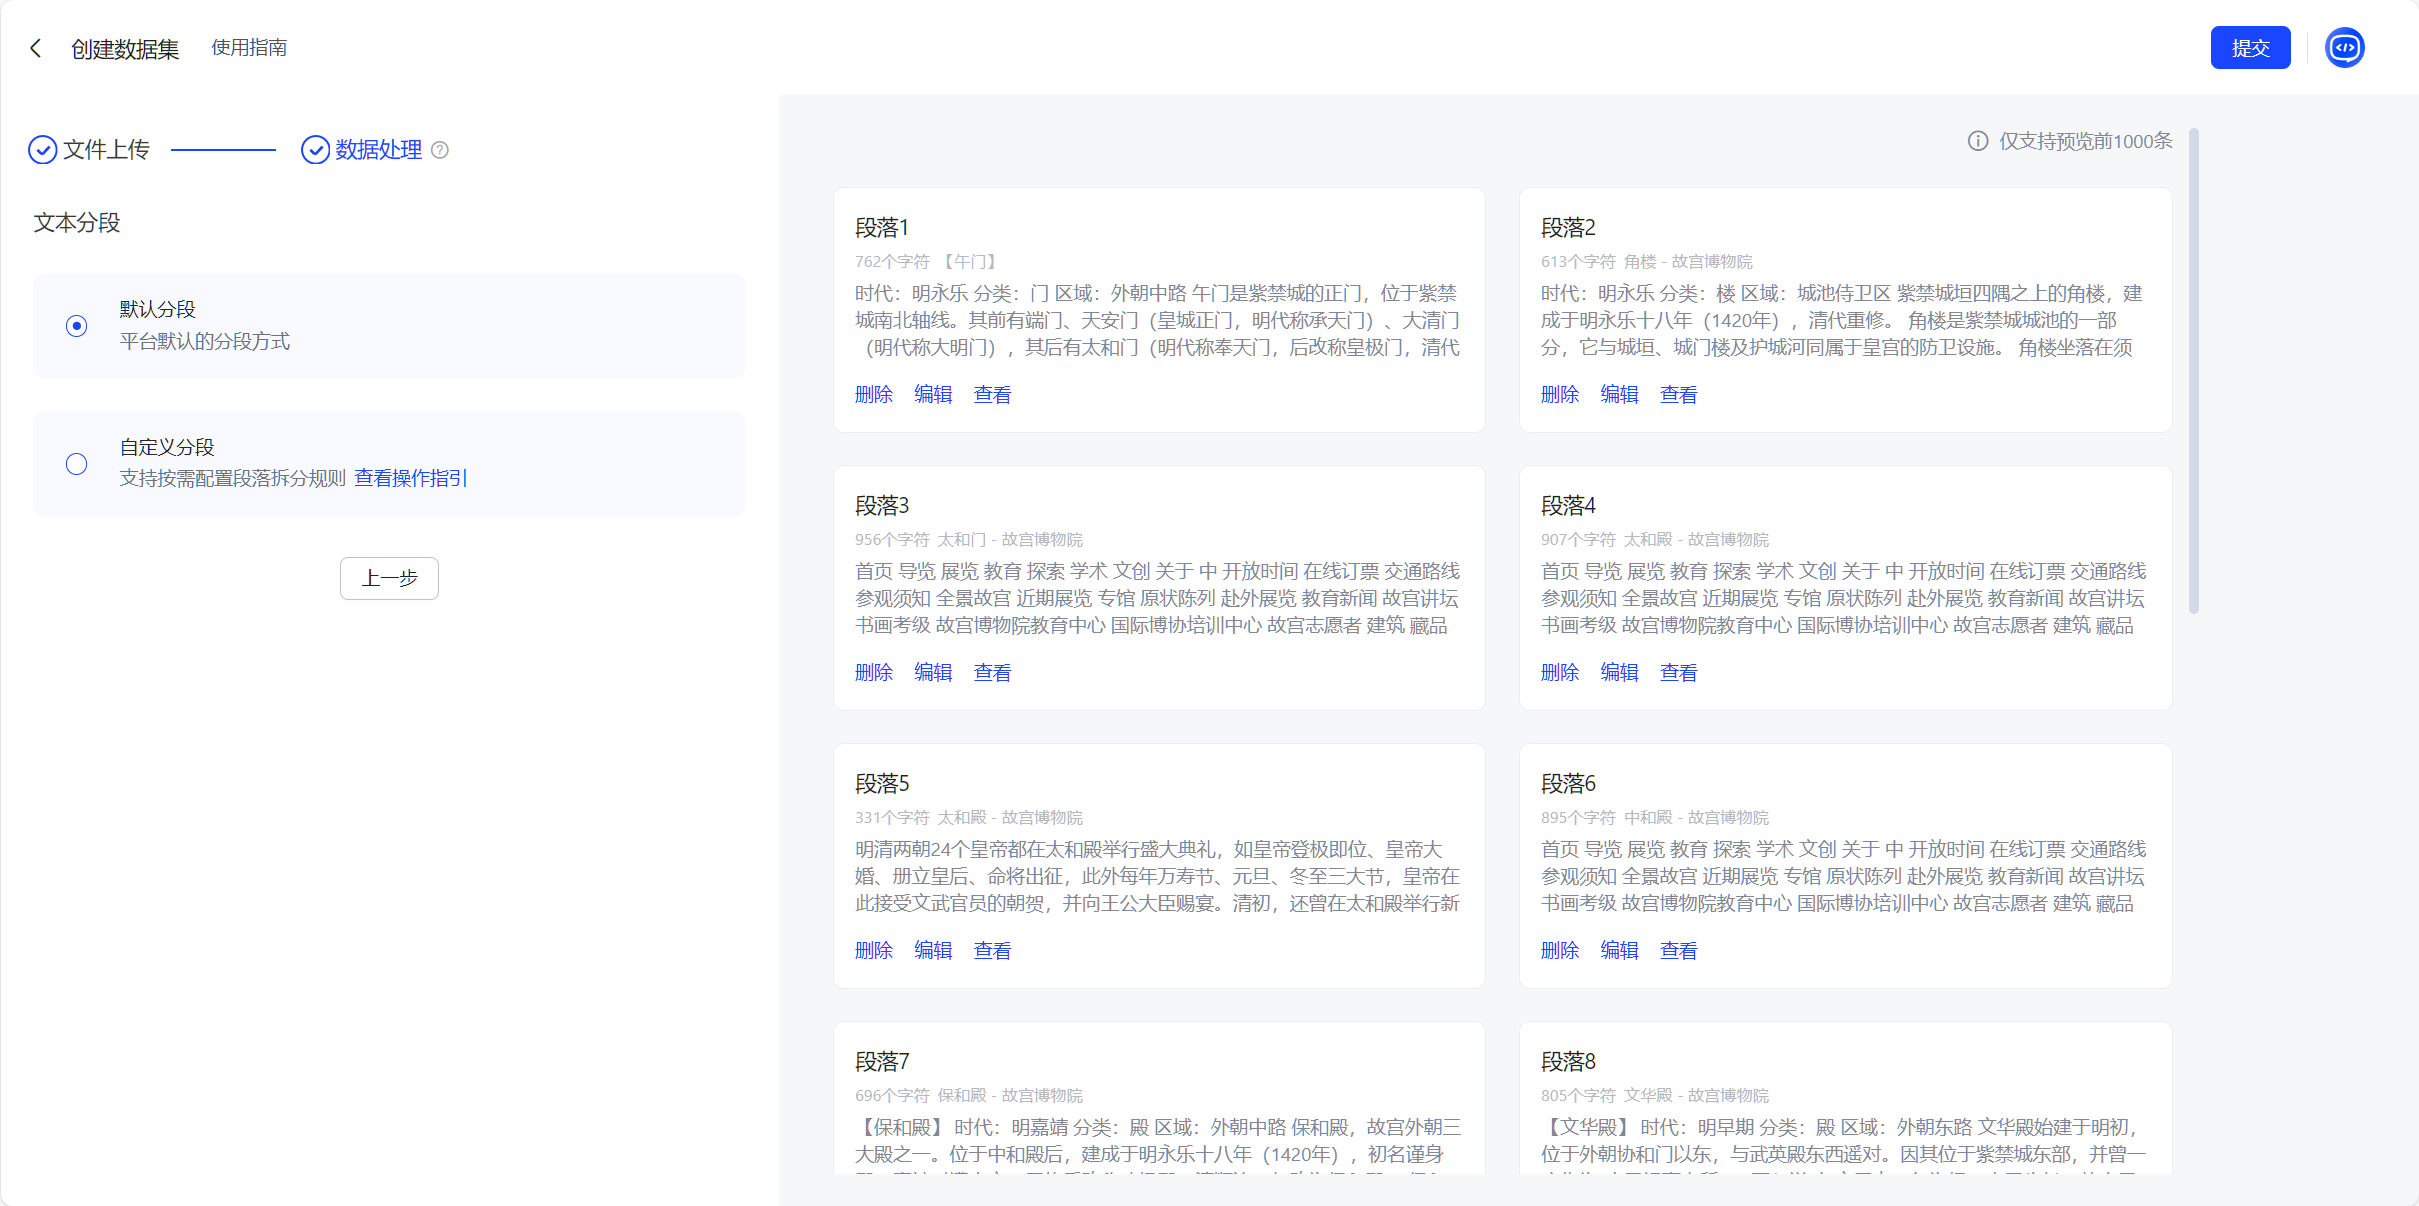 创建数据集 使用指南 提交
文件上传 数据处理
文本分段
默认分段
平台默认的分段方式
自定义分段
支持按需配置段落拆分规则 查看操作指引
上一步
仅支持预览前1000条
段落1
762个字符 【午门】
时代：明永乐 分类：门 区域：外朝中路 午门是紫禁城的正门，位于紫禁
城南北轴线。其前有端门、天安门（皇城正门，明代称承天门）、大清门
（明代称大明门），其后有太和门（明代称奉天门，后改称皇极门，清代
删除 编辑 查看
段落2
613个字符 角楼 - 故宫博物院
时代：明永乐 分类：楼 区域：城池侍卫区 紫禁城垣四隅之上的角楼，建
成于明永乐十八年（1420年），清代重修。 角楼是紫禁城城池的一部
分，它与城垣、城门楼及护城河同属于皇宫的防卫设施。 角楼坐落在须
删除 编辑 查看
段落3
956个字符 太和门 - 故宫博物院
首页 导览 展览 教育 探索 学术 文创 关于 中 开放时间 在线订票 交通路线
参观须知 全景故宫 近期展览 专馆 原状陈列 赴外展览 教育新闻 故宫讲坛
书画考级 故宫博物院教育中心 国际博协培训中心 故宫志愿者 建筑 藏品
删除 编辑 查看
段落4
907个字符 太和殿 - 故宫博物院
首页 导览 展览 教育 探索 学术 文创 关于 中 开放时间 在线订票 交通路线
参观须知 全景故宫 近期展览 专馆 原状陈列 赴外展览 教育新闻 故宫讲坛
书画考级 故宫博物院教育中心 国际博协培训中心 故宫志愿者 建筑 藏品
删除 编辑 查看
段落5
331个字符 太和殿 - 故宫博物院
明清两朝24个皇帝都在太和殿举行盛大典礼，如皇帝登极即位、皇帝大
婚、册立皇后、命将出征，此外每年万寿节、元旦、冬至三大节，皇帝在
此接受文武官员的朝贺，并向王公大臣赐宴。清初，还曾在太和殿举行新
删除 编辑 查看
段落6
895个字符 中和殿 - 故宫博物院
首页 导览 展览 教育 探索 学术 文创 关于 中 开放时间 在线订票 交通路线
参观须知 全景故宫 近期展览 专馆 原状陈列 赴外展览 教育新闻 故宫讲坛
书画考级 故宫博物院教育中心 国际博协培训中心 故宫志愿者 建筑 藏品
删除 编辑 查看
段落7
696个字符 保和殿 - 故宫博物院
【保和殿】 时代：明嘉靖 分类：殿 区域：外朝中路 保和殿，故宫外朝三
大殿之一。位于中和殿后，建成于明永乐十八年（1420年），初名谨身
段落8
805个字符 文华殿 - 故宫博物院
【文华殿】 时代：明早期 分类：殿 区域：外朝东路 文华殿始建于明初，
位于外朝协和门以东，与武英殿东西遥对。因其位于紫禁城东部，并曾一